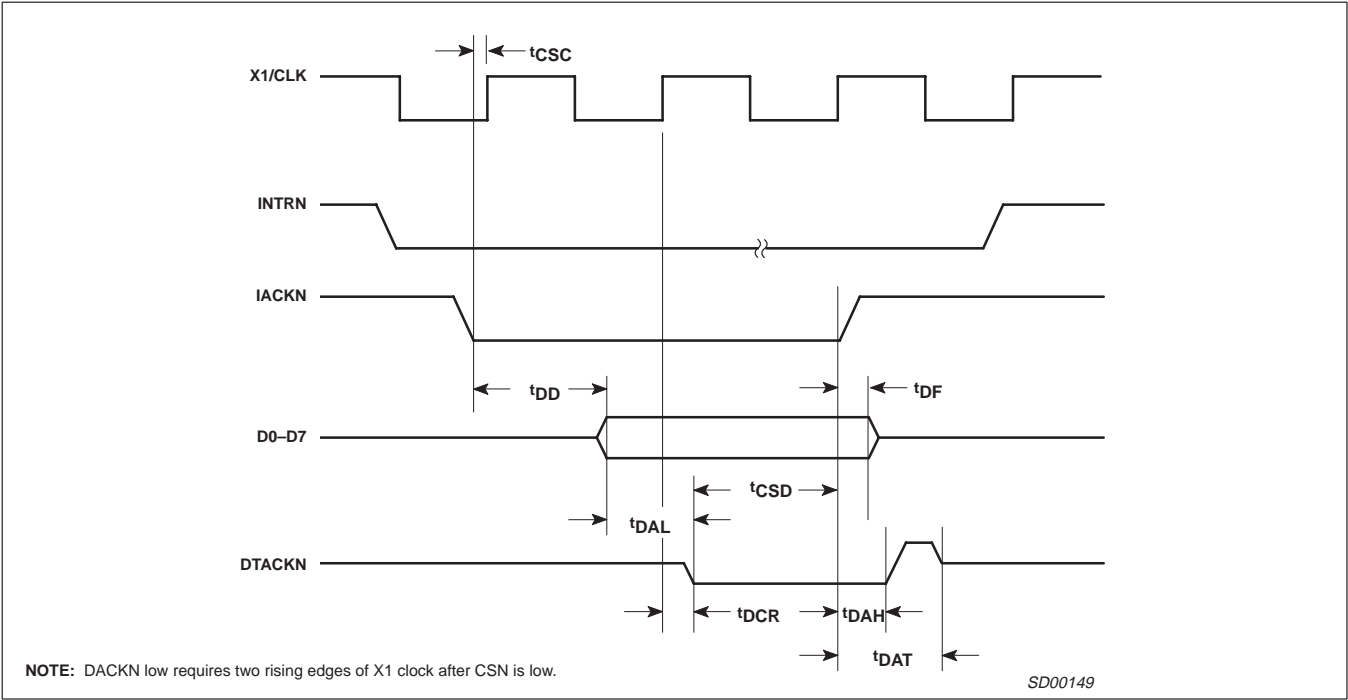 tCSC
X1/CLK
INTRN
IACKN
tDD
tDF
D0–D7
tCSD
tDAL
DTACKN
tDCR
tDAH
tDAT
NOTE: DACKN low requires two rising edges of X1 clock after CSN is low.
SD00149